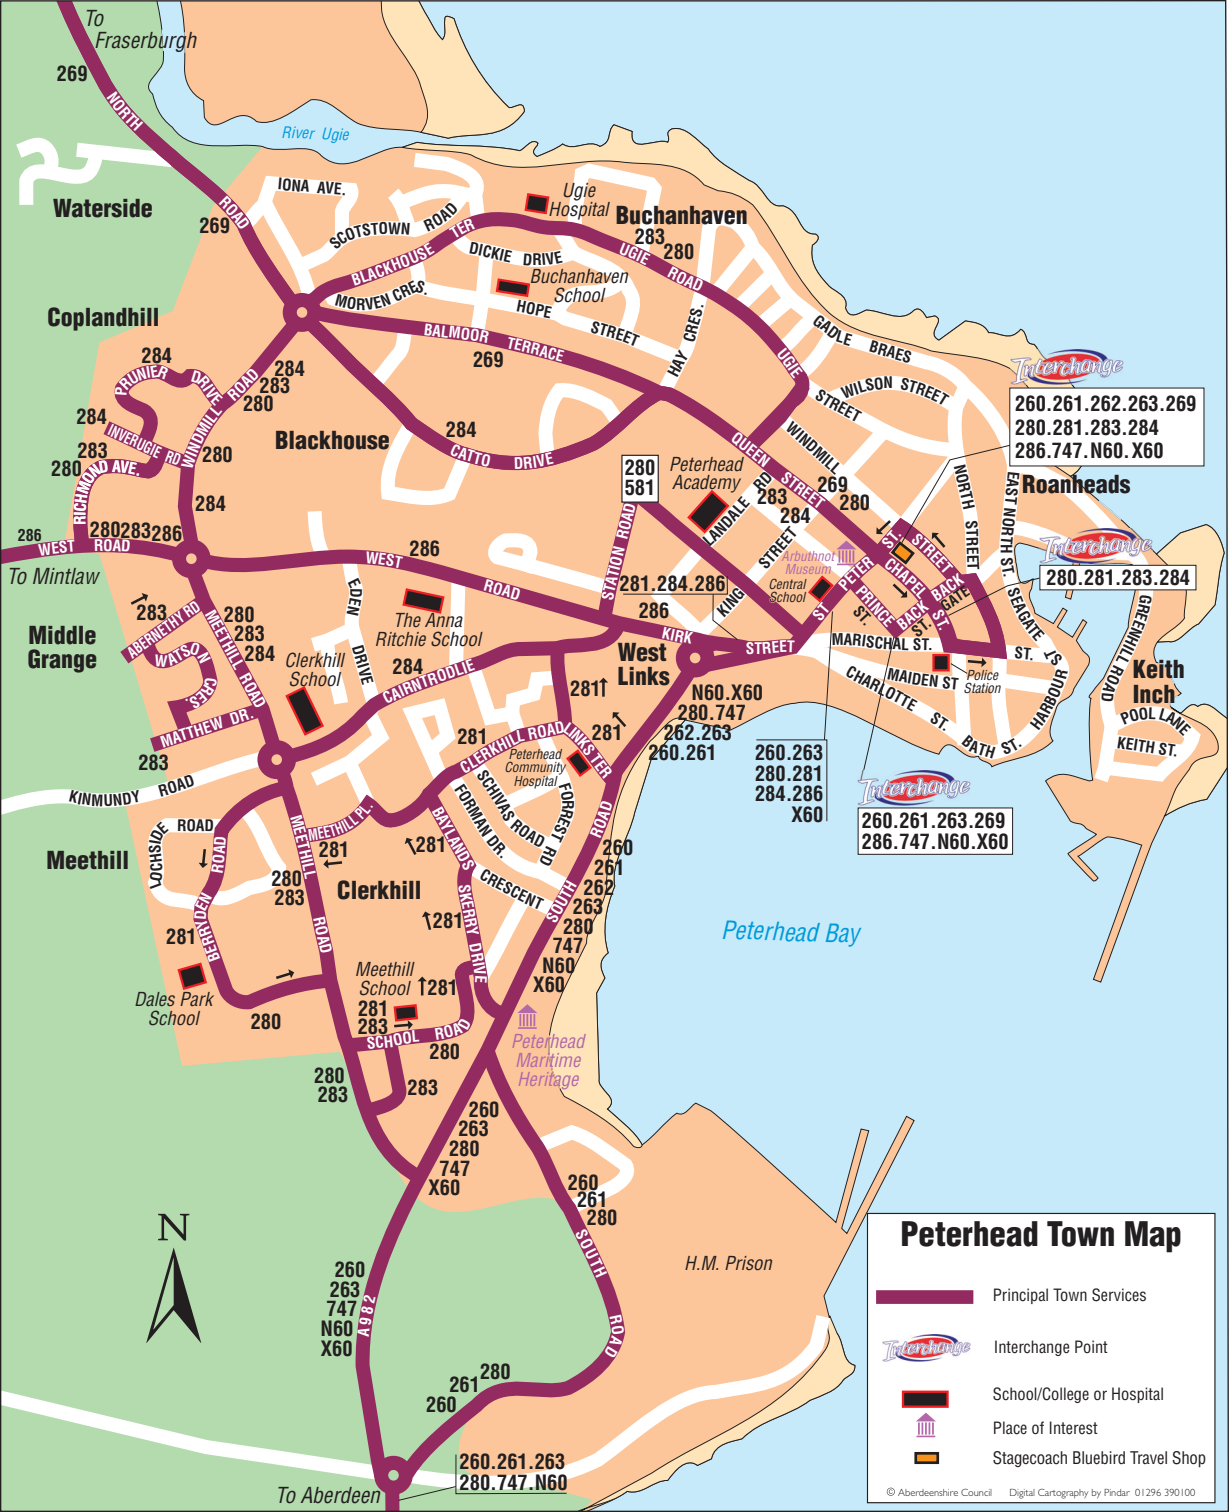 To
Fraserburgh
269
NORTH
ROAD
River Ugie
Waterside
269
IONA AVE.
SCOTSTOWN ROAD
BLACKHOUSE TER
Ugie
Hospital
Buchanhaven
283
280
UGIE ROAD
DICKIE DRIVE
Buchanhaven
School
MORVEN CRES.
HOPE STREET
HAY CRES.
Coplandhill
BALMOOR TERRACE
269
GADLE BRAES
UGIE STREET
WILSON STREET
Interchange
260.261.262.263.269
280.281.283.284
286.747.N60.X60
284
PRUNIER DRIVE
284
283
280
WINDMILL ROAD
284
INVERUGIE RD
283
280
RICHMOND AVE.
280
Blackhouse
284
CATTO DRIVE
QUEEN STREET
WINDMILL STREET
280
581
Peterhead
Academy
LANDALE RD
269
280
283
284
NORTH STREET
EAST NORTH ST.
Roanheads
284
286
WEST ROAD
280283286
To Mintlaw
286
WEST ROAD
STATION ROAD
Arbuthnot
Museum
KING STREET
Central
School
PETER ST.
CHAPEL ST.
PRINCE ST.
BACK ST.
BACK GATE
Interchange
280.281.283.284
281.284.286
286
KIRK STREET
MARISCHAL ST.
ST.
SEAGATE
GREENHILL ROAD
283
ABERNETHY RD
WATSON CRES.
MATTHEW DR.
283
280
283
284
MEETHILL ROAD
Middle
Grange
EDEN DRIVE
The Anna
Ritchie School
Clerkhill
School
284
CAIRNTRODLIE
West
Links
MAIDEN ST
Police
Station
CHARLOTTE ST.
BATH ST.
HARBOUR ST
Keith
Inch
POOL LANE
KEITH ST.
281
N60.X60
280.747
262.263
260.261
260.263
280.281
284.286
X60
Interchange
260.261.263.269
286.747.N60.X60
KINMUNDY ROAD
281
CLERKHILL ROAD
LINKS TER
281
Peterhead
Community
Hospital
SCHIVAS ROAD
FORMAN DR.
FORREST RD
Meethill
LOCHSIDE ROAD
BERRYDEN ROAD
MEETHILL ROAD
MEETHILL PL.
281
281
BAYLANDS CRESCENT
280
283
Clerkhill
SKERRY DRIVE
281
SOUTH ROAD
260
261
262
263
280
747
N60
X60
Peterhead Bay
281
Dales Park
School
280
Meethill
School
281
281
283
SCHOOL ROAD
280
Peterhead
Maritime
Heritage
280
283
283
260
263
280
747
X60
260
261
280
SOUTH ROAD
H.M. Prison
N
260
263
747
N60
X60
A982
280
261
260
260.261.263
280.747.N60
To Aberdeen
Peterhead Town Map
Principal Town Services
Interchange
Interchange Point
School/College or Hospital
Place of Interest
Stagecoach Bluebird Travel Shop
© Aberdeenshire Council Digital Cartography by Pindar 01296 390100